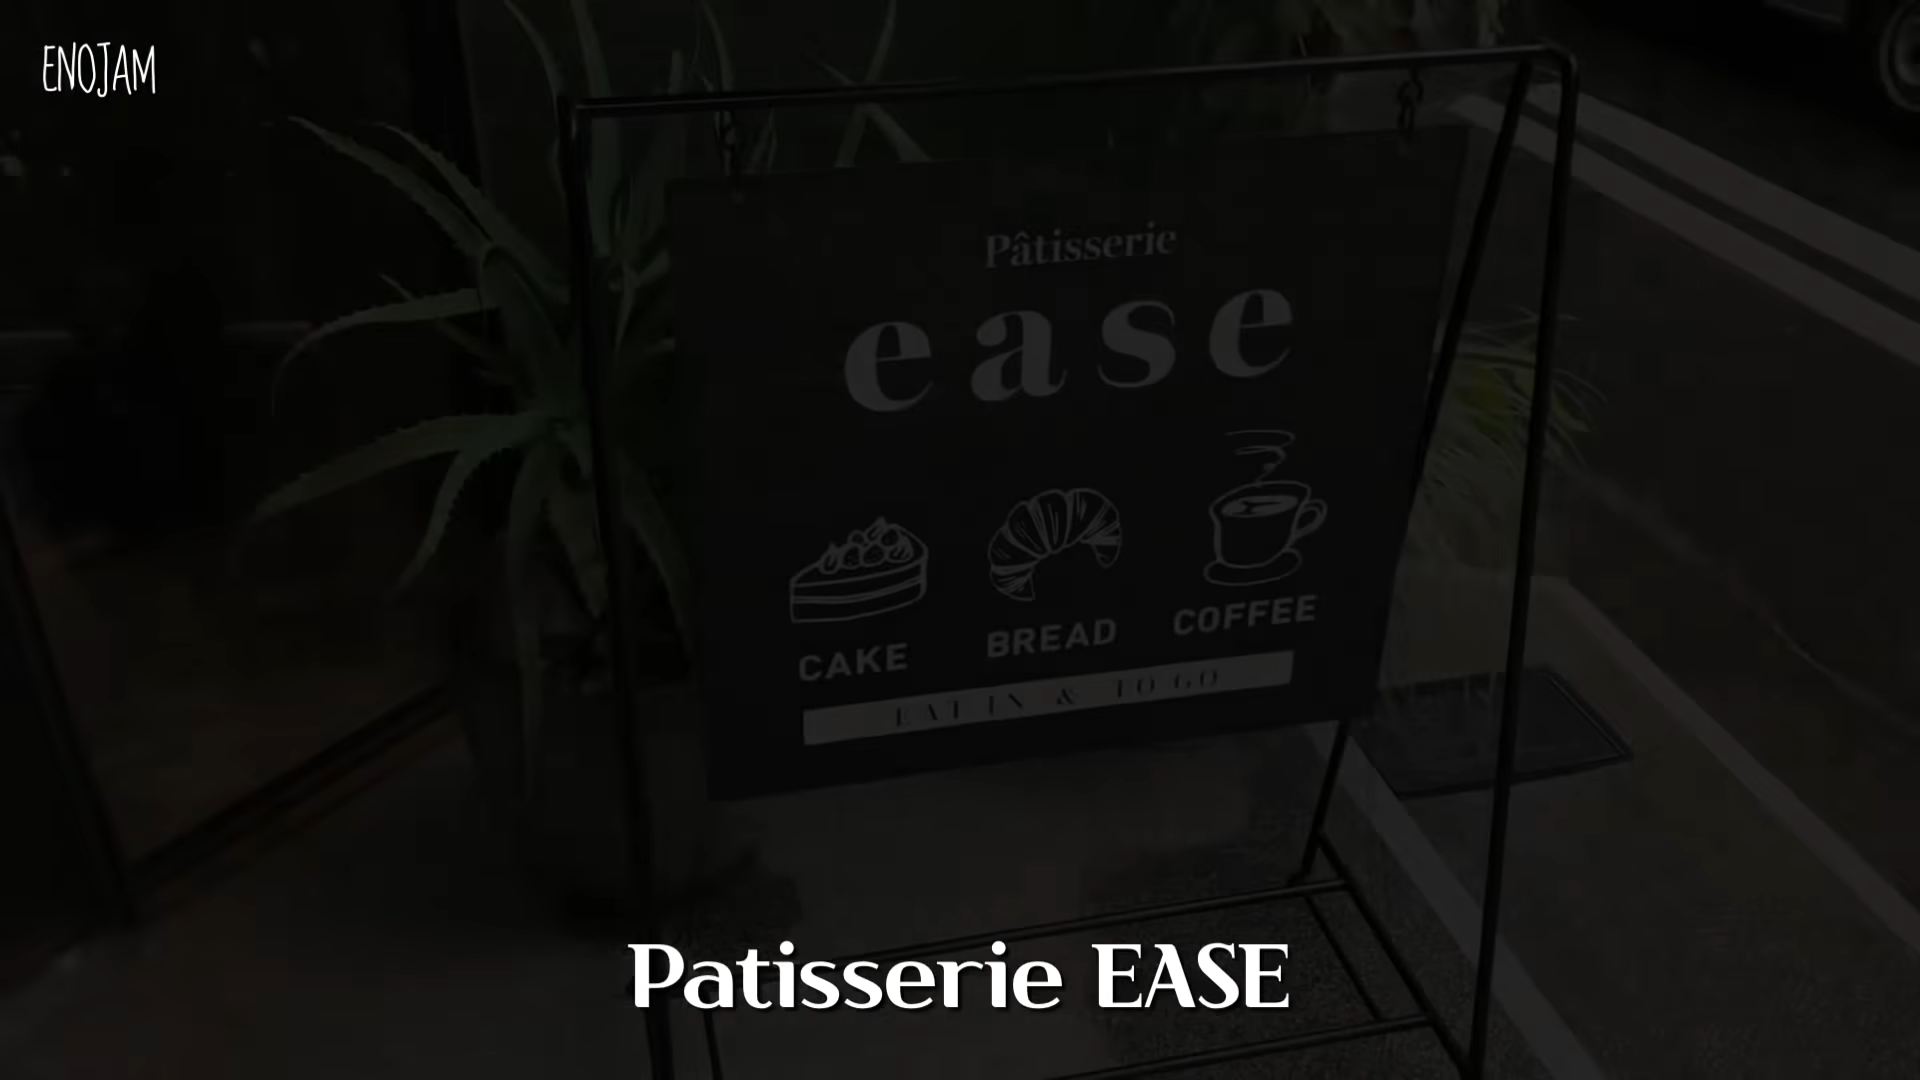 ENOJAM
Pâtisserie
ease
CAKE BREAD COFFEE
EAT IN & TO GO
Patisserie EASE